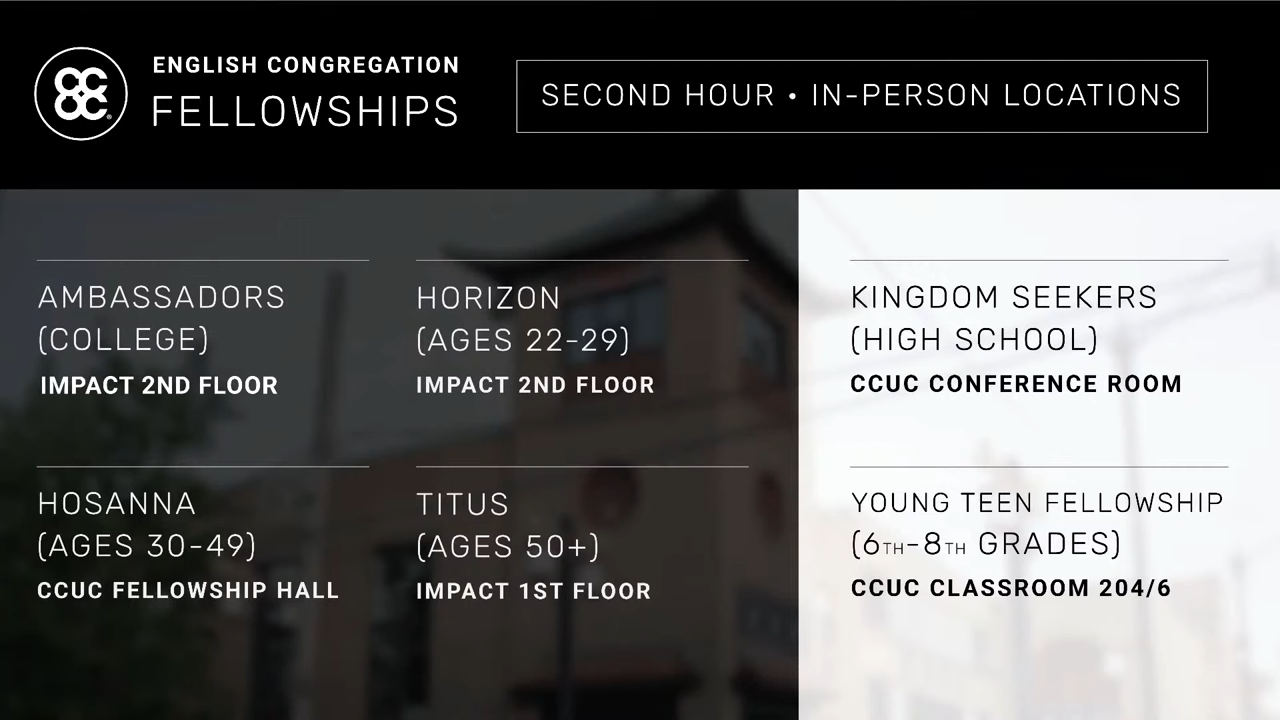 ENGLISH CONGREGATION
FELLOWSHIPS
SECOND HOUR • IN-PERSON LOCATIONS
AMBASSADORS
(COLLEGE)
IMPACT 2ND FLOOR
HORIZON
(AGES 22-29)
IMPACT 2ND FLOOR
KINGDOM SEEKERS
(HIGH SCHOOL)
CCUC CONFERENCE ROOM
HOSANNA
(AGES 30-49)
CCUC FELLOWSHIP HALL
TITUS
(AGES 50+)
IMPACT 1ST FLOOR
YOUNG TEEN FELLOWSHIP
(6TH-8TH GRADES)
CCUC CLASSROOM 204/6